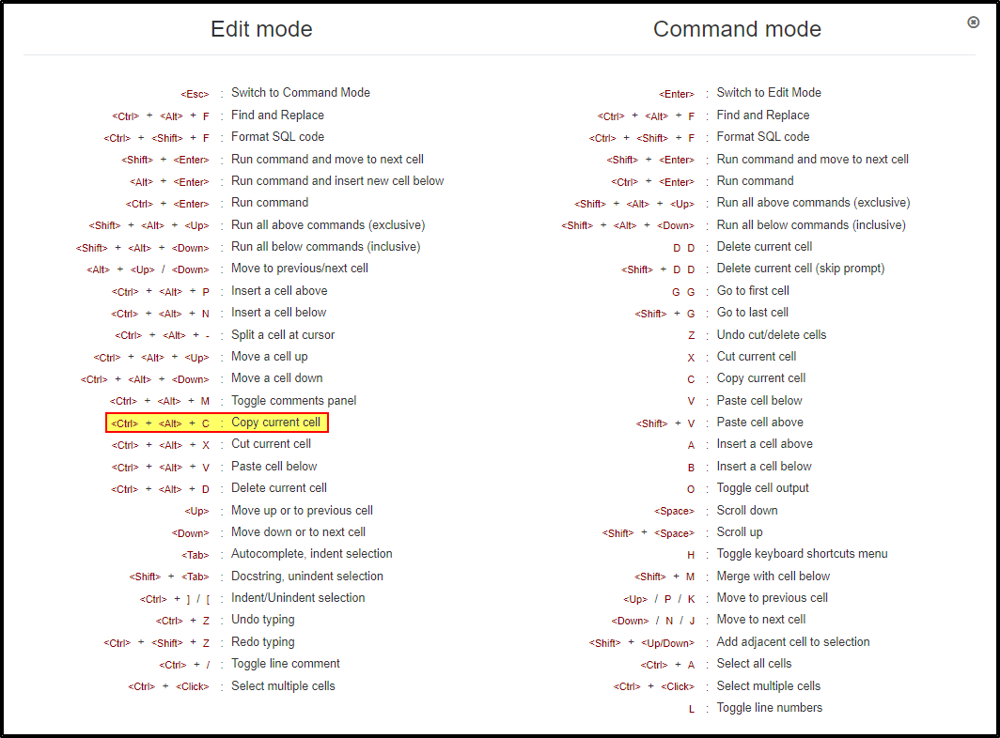 Edit mode
<Esc> : Switch to Command Mode
<Ctrl> + <Alt> + F : Find and Replace
<Ctrl> + <Shift> + F : Format SQL code
<Shift> + <Enter> : Run command and move to next cell
<Alt> + <Enter> : Run command and insert new cell below
<Ctrl> + <Enter> : Run command
<Shift> + <Alt> + <Up> : Run all above commands (exclusive)
<Shift> + <Alt> + <Down> : Run all below commands (inclusive)
<Alt> + <Up> / <Down> : Move to previous/next cell
<Ctrl> + <Alt> + P : Insert a cell above
<Ctrl> + <Alt> + N : Insert a cell below
<Ctrl> + <Alt> + - : Split a cell at cursor
<Ctrl> + <Alt> + <Up> : Move a cell up
<Ctrl> + <Alt> + <Down> : Move a cell down
<Ctrl> + <Alt> + M : Toggle comments panel
<Ctrl> + <Alt> + C : Copy current cell
<Ctrl> + <Alt> + X : Cut current cell
<Ctrl> + <Alt> + V : Paste cell below
<Ctrl> + <Alt> + D : Delete current cell
<Up> : Move up or to previous cell
<Down> : Move down or to next cell
<Tab> : Autocomplete, indent selection
<Shift> + <Tab> : Docstring, unindent selection
<Ctrl> + ] / [ : Indent/Unindent selection
<Ctrl> + Z : Undo typing
<Ctrl> + <Shift> + Z : Redo typing
<Ctrl> + / : Toggle line comment
<Ctrl> + <Click> : Select multiple cells
Command mode
<Enter> : Switch to Edit Mode
<Ctrl> + <Alt> + F : Find and Replace
<Ctrl> + <Shift> + F : Format SQL code
<Shift> + <Enter> : Run command and move to next cell
<Ctrl> + <Enter> : Run command
<Shift> + <Alt> + <Up> : Run all above commands (exclusive)
<Shift> + <Alt> + <Down> : Run all below commands (inclusive)
D D : Delete current cell
<Shift> + D D : Delete current cell (skip prompt)
G G : Go to first cell
<Shift> + G : Go to last cell
Z : Undo cut/delete cells
X : Cut current cell
C : Copy current cell
V : Paste cell below
<Shift> + V : Paste cell above
A : Insert a cell above
B : Insert a cell below
O : Toggle cell output
<Space> : Scroll down
<Shift> + <Space> : Scroll up
H : Toggle keyboard shortcuts menu
<Shift> + M : Merge with cell below
<Up> / P / K : Move to previous cell
<Down> / N / J : Move to next cell
<Shift> + <Up/Down> : Add adjacent cell to selection
<Ctrl> + A : Select all cells
<Ctrl> + <Click> : Select multiple cells
L : Toggle line numbers